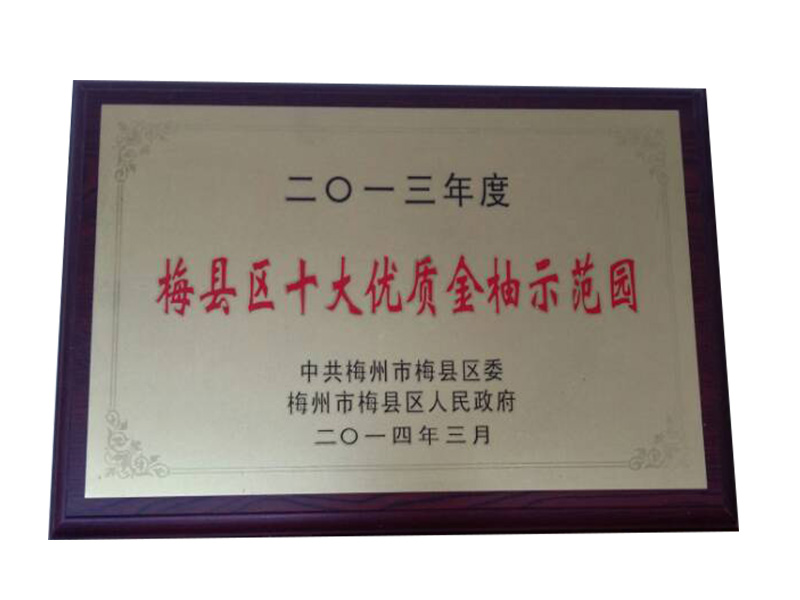 二〇一三年度
梅县区十大优质金柚示范园
中共梅州市梅县区委
梅州市梅县区人民政府
二〇一四年三月